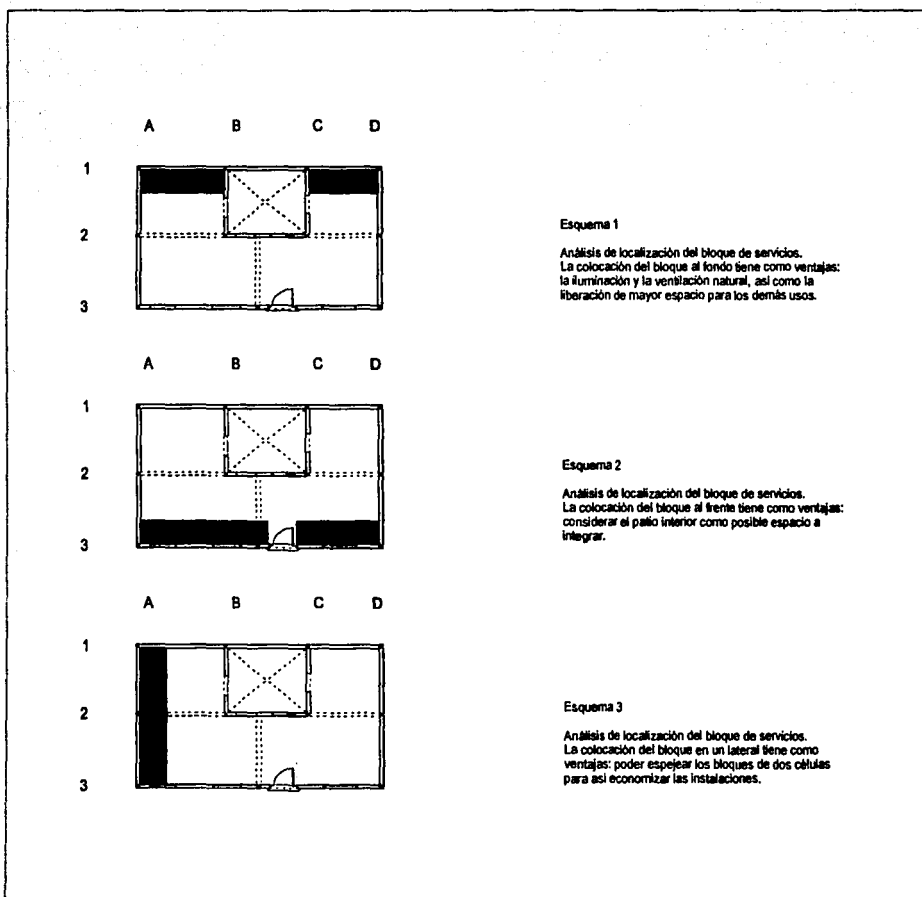 A B C D
1
2
3
Esquema 1
Análisis de localización del bloque de servicios.
La colocación del bloque al fondo tiene como ventajas:
la iluminación y la ventilación natural, así como la
liberación de mayor espacio para los demás usos.
A B C D
1
2
3
Esquema 2
Análisis de localización del bloque de servicios.
La colocación del bloque al frente tiene como ventajas:
considerar el patio interior como posible espacio a
integrar.
A B C D
1
2
3
Esquema 3
Análisis de localización del bloque de servicios.
La colocación del bloque en un lateral tiene como
ventajas: poder espejear los bloques de dos células
para así economizar las instalaciones.